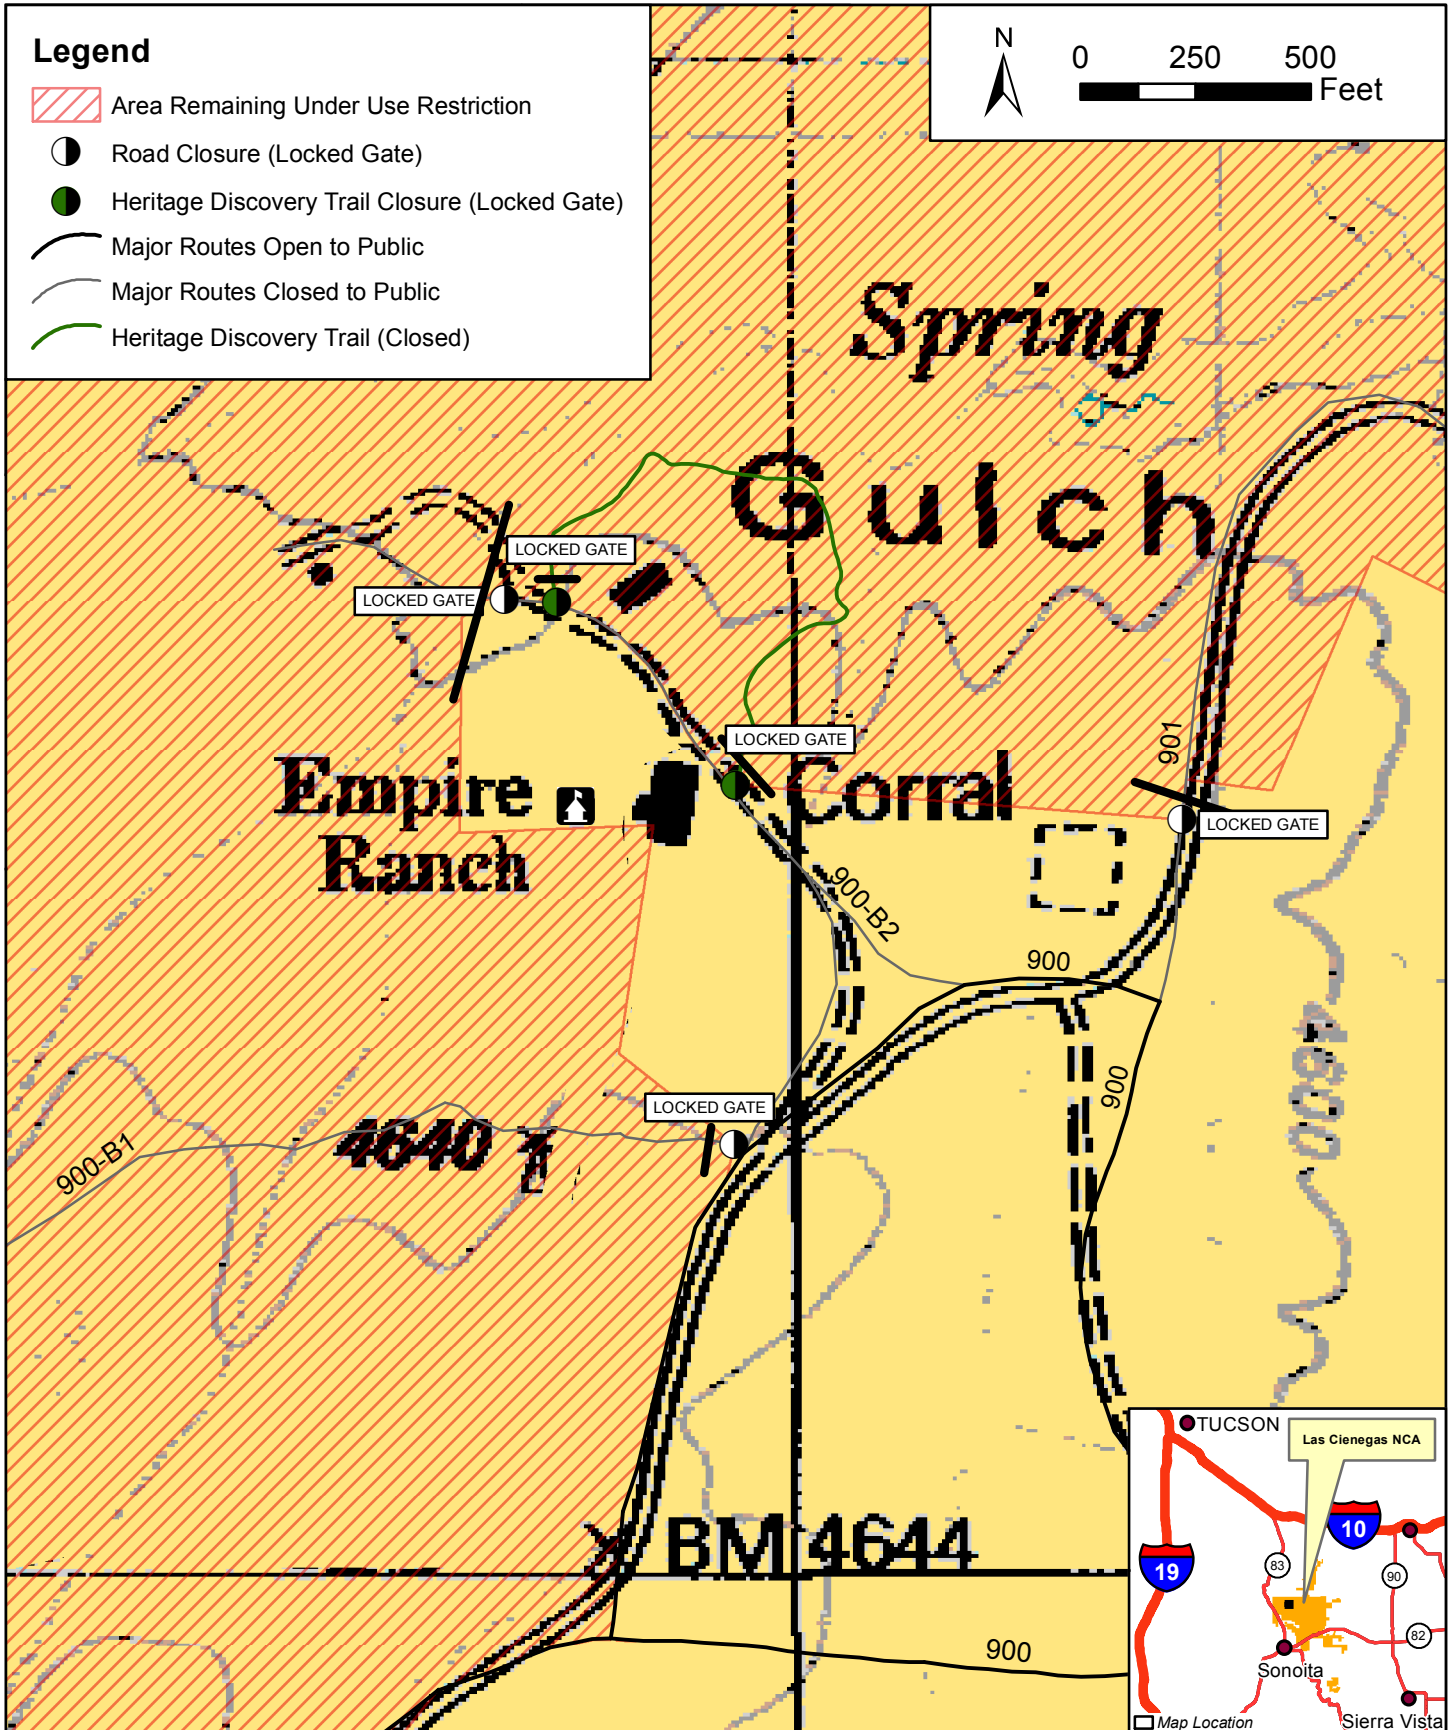 Legend
Area Remaining Under Use Restriction
Road Closure (Locked Gate)
Heritage Discovery Trail Closure (Locked Gate)
Major Routes Open to Public
Major Routes Closed to Public
Heritage Discovery Trail (Closed)
N
0 250 500
Feet
Spring
Gulch
LOCKED GATE
LOCKED GATE
LOCKED GATE
901
Empire
Ranch
Corral
LOCKED GATE
900-B2
900
4600
900
LOCKED GATE
900-B1
4640 T
BM 4644
900
TUCSON
Las Cienegas NCA
10
19
83
90
82
Sonoita
Map Location
Sierra Vista